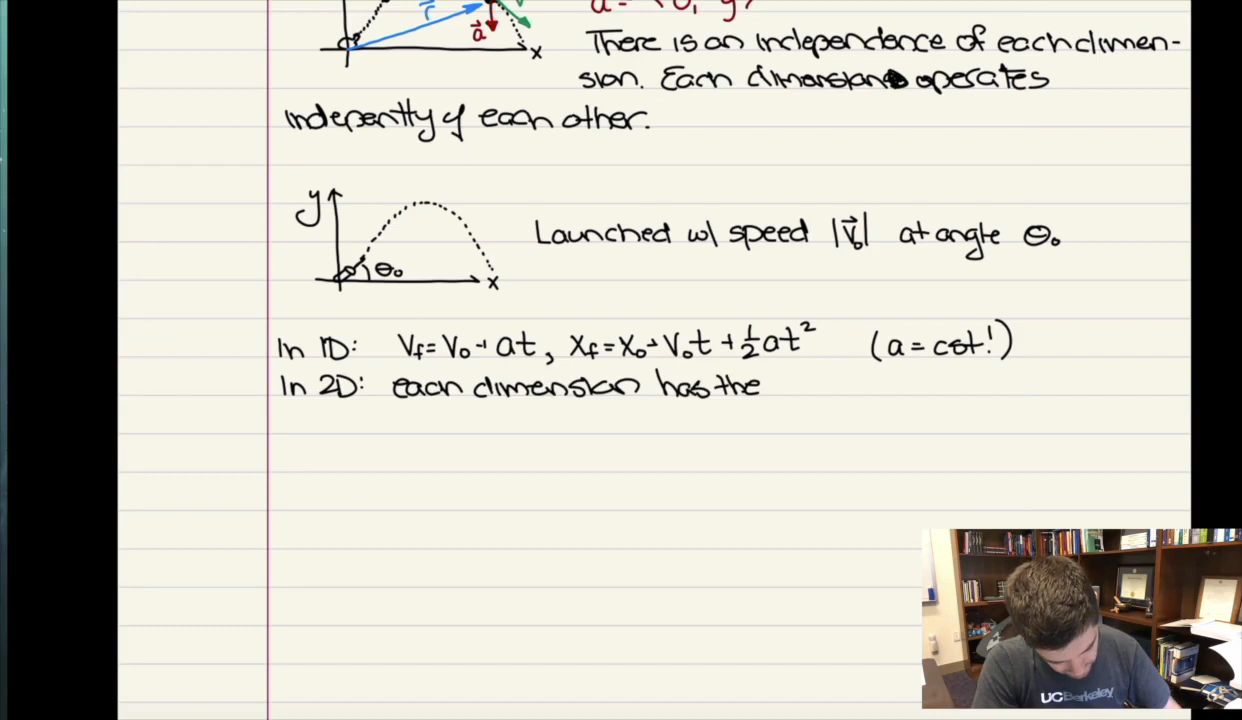 y
r⃗
a⃗
x
There is an independence of each dimen-
sion. Each dimension operates
indepently of each other.
y
θ₀
x
Launched w/ speed |v⃗₀| at angle θ₀
In 1D: Vf = V₀ + at, Xf = X₀ + V₀t + ½at² (a = cst!)
In 2D: each dimension has the
UC Berkeley